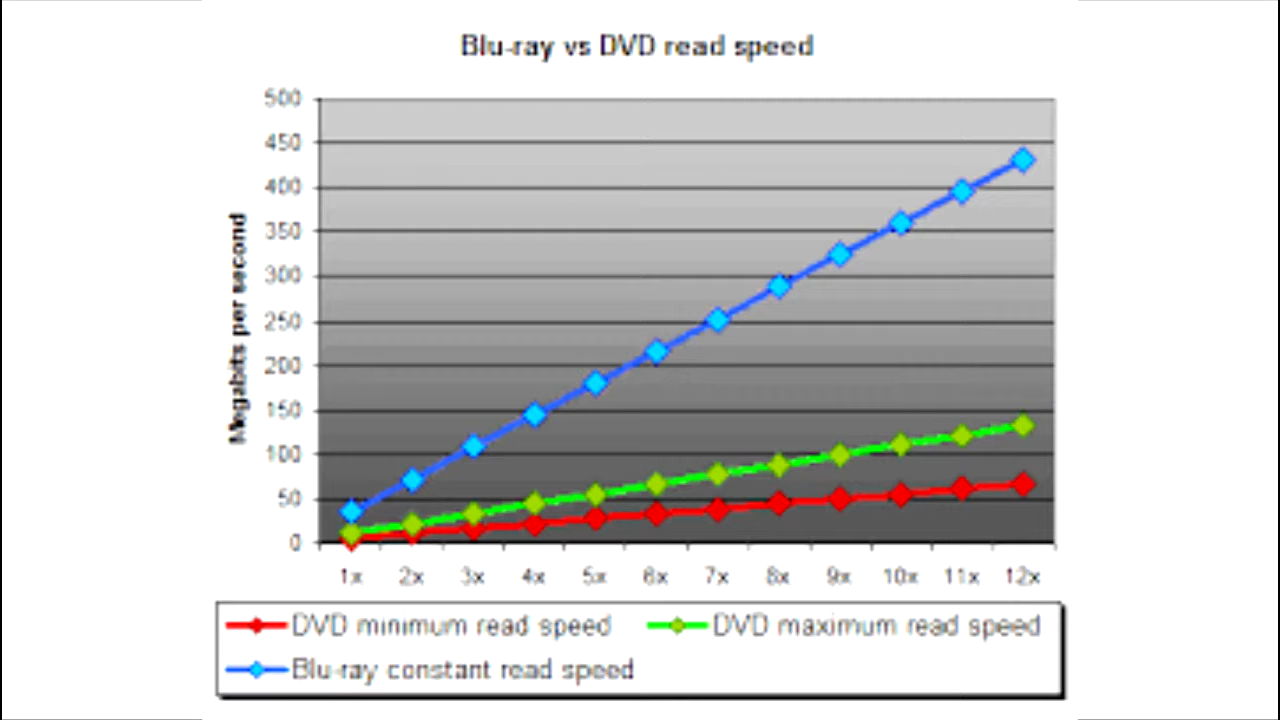 Blu-ray vs DVD read speed
500
450
400
350
300
250
200
150
100
50
0
Megabits per second
1x 2x 3x 4x 5x 6x 7x 8x 9x 10x 11x 12x
DVD minimum read speed DVD maximum read speed
Blu-ray constant read speed